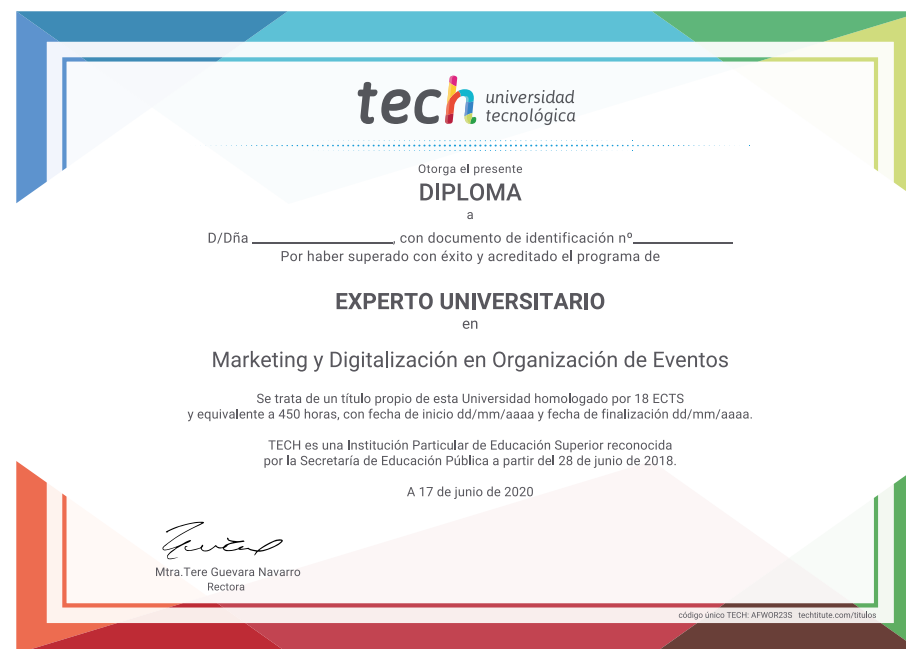 tech universidad
tecnológica
Otorga el presente
DIPLOMA
a
D/Dña ____________________, con documento de identificación nº______________
Por haber superado con éxito y acreditado el programa de
EXPERTO UNIVERSITARIO
en
Marketing y Digitalización en Organización de Eventos
Se trata de un título propio de esta Universidad homologado por 18 ECTS
y equivalente a 450 horas, con fecha de inicio dd/mm/aaaa y fecha de finalización dd/mm/aaaa.
TECH es una Institución Particular de Educación Superior reconocida
por la Secretaría de Educación Pública a partir del 28 de junio de 2018.
A 17 de junio de 2020
Mtra.Tere Guevara Navarro
Rectora
código único TECH: AFWOR23S techtitute.com/titulos